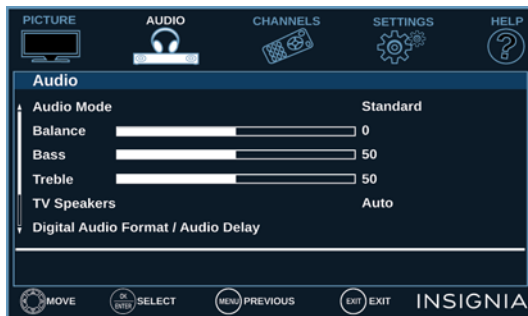 PICTURE AUDIO CHANNELS SETTINGS HELP
?
Audio
Audio Mode Standard
Balance 0
Bass 50
Treble 50
TV Speakers Auto
Digital Audio Format / Audio Delay
MOVE OK ENTER SELECT MENU PREVIOUS EXIT EXIT INSIGNIA